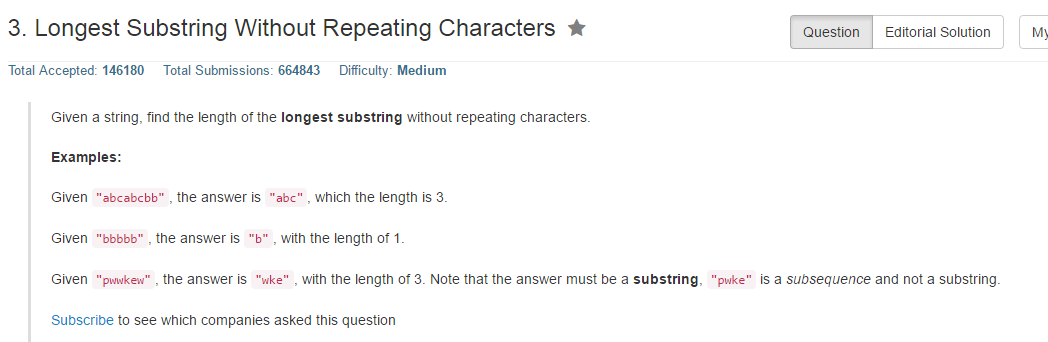 3. Longest Substring Without Repeating Characters ★
Question Editorial Solution My
Total Accepted: 146180 Total Submissions: 664843 Difficulty: Medium
Given a string, find the length of the longest substring without repeating characters.
Examples:
Given "abcabcbb" , the answer is "abc" , which the length is 3.
Given "bbbbb" , the answer is "b" , with the length of 1.
Given "pwwkew" , the answer is "wke" , with the length of 3. Note that the answer must be a substring, "pwke" is a subsequence and not a substring.
Subscribe to see which companies asked this question